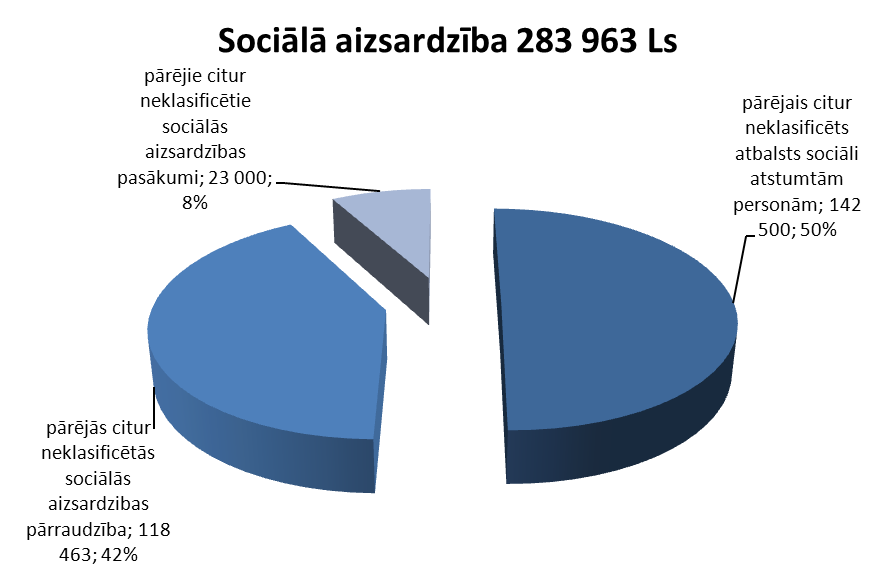 Sociālā aizsardzība 283 963 Ls
pārējie citur
neklasificētie
sociālās
aizsardzības
pasākumi; 23 000;
8%
pārējais citur
neklasificēts
atbalsts sociāli
atstumtām
personām; 142
500; 50%
pārējās citur
neklasificētās
sociālās
aizsardzibas
pārraudzība; 118
463; 42%